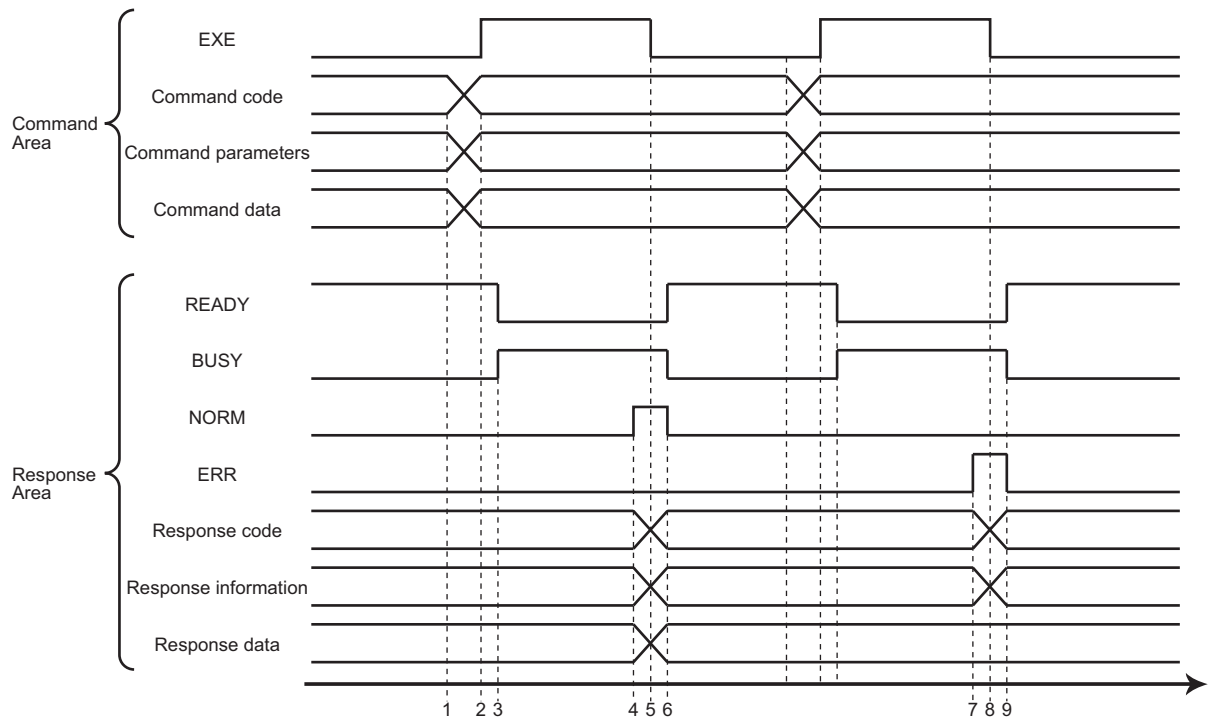 EXE
Command code
Command
Area
Command parameters
Command data
READY
BUSY
NORM
Response
Area
ERR
Response code
Response information
Response data
1 2 3 4 5 6 7 8 9